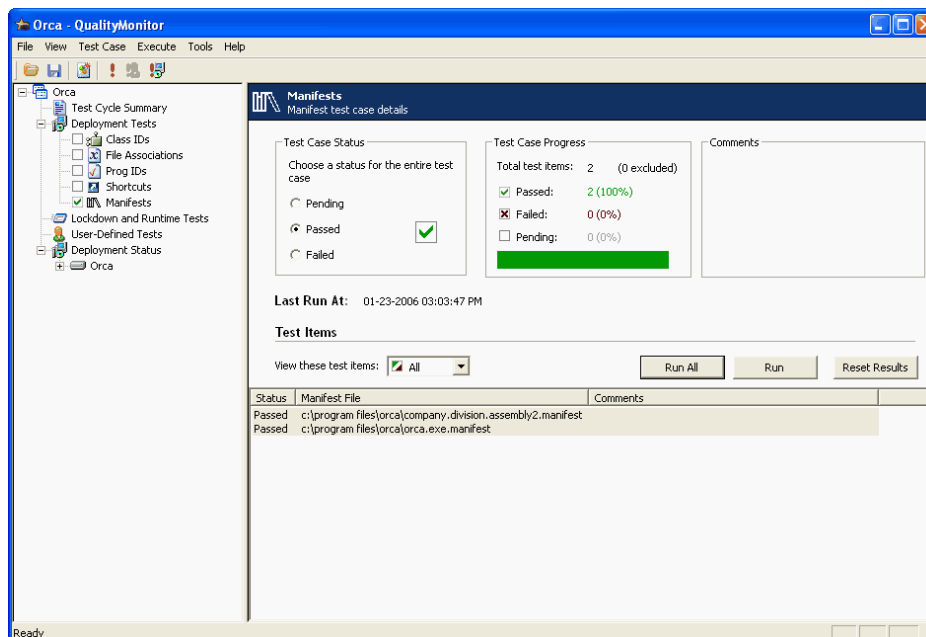 Orca - QualityMonitor
File View Test Case Execute Tools Help
Orca
Test Cycle Summary
Deployment Tests
Class IDs
File Associations
Prog IDs
Shortcuts
Manifests
Lockdown and Runtime Tests
User-Defined Tests
Deployment Status
Orca
Manifests
Manifest test case details
Test Case Status
Choose a status for the entire test
case
Pending
Passed
Failed
Test Case Progress
Total test items: 2 (0 excluded)
Passed: 2 (100%)
Failed: 0 (0%)
Pending: 0 (0%)
Comments
Last Run At: 01-23-2006 03:03:47 PM
Test Items
View these test items: All
Run All Run Reset Results
Status Manifest File Comments
Passed c:\program files\orca\company.division.assembly2.manifest
Passed c:\program files\orca\orca.exe.manifest
Ready